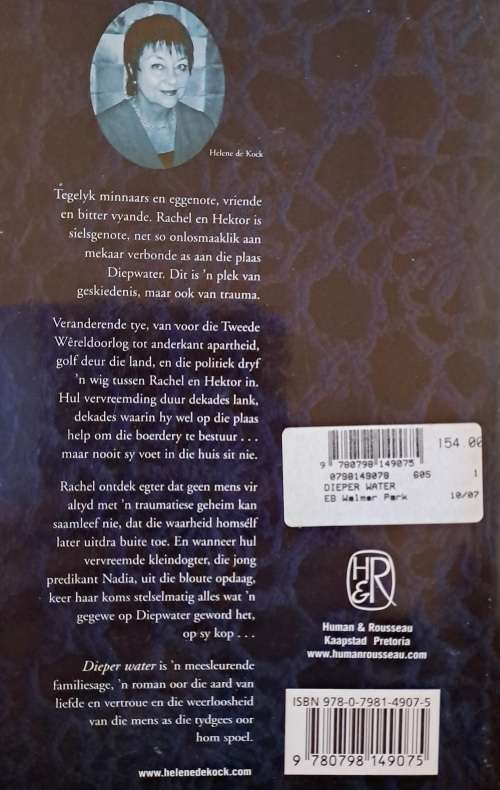 Helene de Kock
Tegelyk minnaars en eggenote, vriende
en bitter vyande. Rachel en Hektor is
sielsgenote, net so onlosmaaklik aan
mekaar verbonde as aan die plaas
Diepwater. Dit is 'n plek van
geskiedenis, maar ook van trauma.
Veranderende tye, van voor die Tweede
Wêreldoorlog tot anderkant apartheid,
golf deur die land, en die politiek dryf
'n wig tussen Rachel en Hektor in.
Hul vervreemding duur dekades lank,
dekades waarin hy wel op die plaas
help om die boerdery te bestuur . . .
maar nooit sy voet in die huis sit nie.
Rachel ontdek egter dat geen mens vir
altyd met 'n traumatiese geheim kan
saamleef nie, dat die waarheid homself
later uitdra buite toe. En wanneer hul
vervreemde kleindogter, die jong
predikant Nadia, uit die bloute opdaag,
keer haar koms stelselmatig alles wat 'n
gegewe op Diepwater geword het,
op sy kop . . .
Dieper water is 'n meesleurende
familiesage, 'n roman oor die aard van
liefde en vertroue en die weerloosheid
van die mens as die tydgees oor
hom spoel.
www.helenedekock.com
154.00
9 780798 149075
0798149078 605 1
DIEPER WATER
EB Walmer Park 10/07
H&R
Human & Rousseau
Kaapstad Pretoria
www.humanrousseau.com
ISBN 978-0-7981-4907-5
9 780798 149075